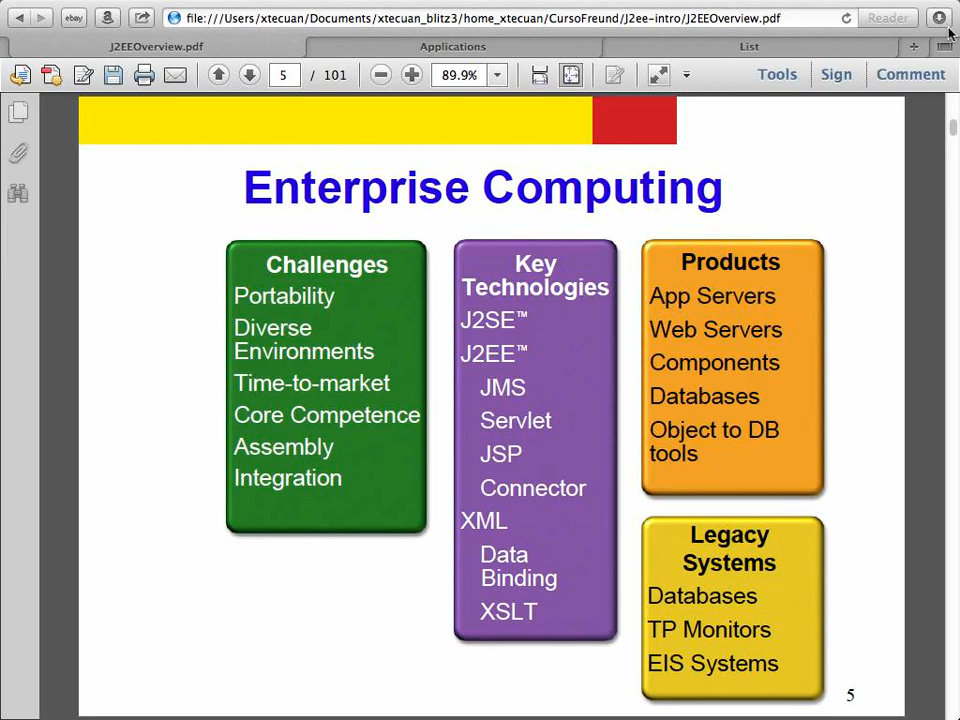 ebay
a
file:///Users/xtecuan/Documents/xtecuan_blitz3/home_xtecuan/CursoFreund/J2ee-intro/J2EEOverview.pdf
Reader
J2EEOverview.pdf
Applications
List
5 / 101
89.9%
Tools
Sign
Comment
Enterprise Computing
Challenges
Portability
Diverse
Environments
Time-to-market
Core Competence
Assembly
Integration
Key
Technologies
J2SE™
J2EE™
JMS
Servlet
JSP
Connector
XML
Data
Binding
XSLT
Products
App Servers
Web Servers
Components
Databases
Object to DB
tools
Legacy
Systems
Databases
TP Monitors
EIS Systems
5